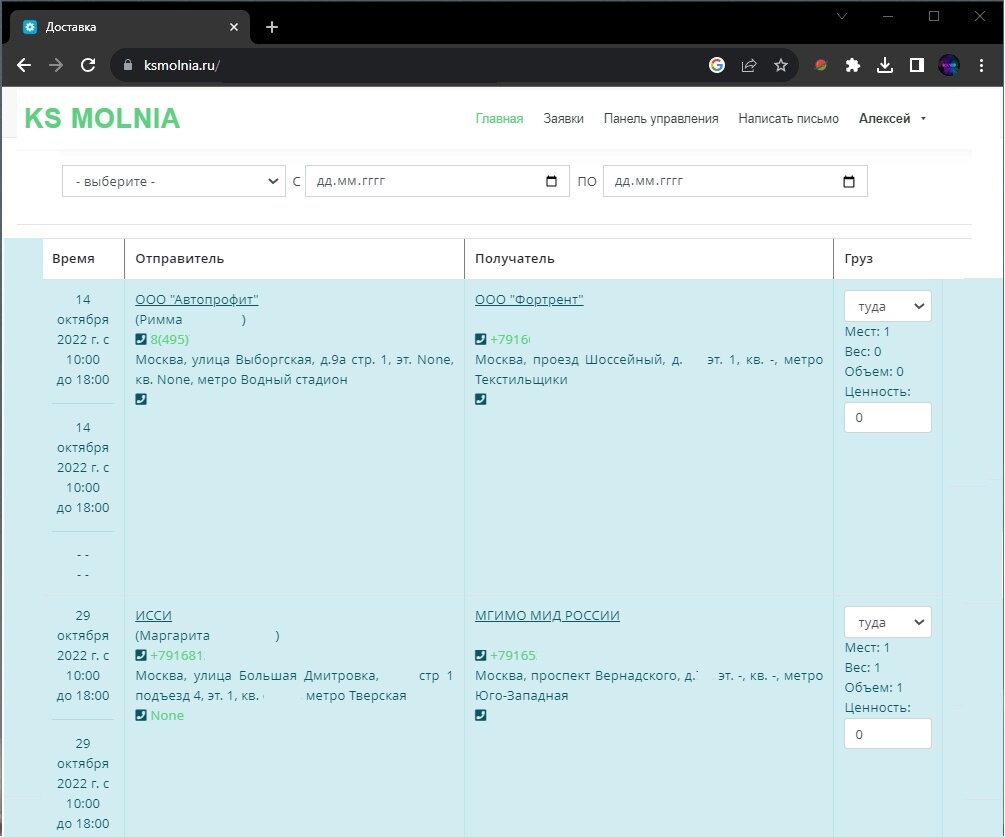 Доставка
ksmolnia.ru/
KS MOLNIA
Главная Заявки Панель управления Написать письмо Алексей
- выберите - С дд.мм.гггг ПО дд.мм.гггг
Время Отправитель Получатель Груз
14 октября 2022 г. с 10:00 до 18:00
14 октября 2022 г. с 10:00 до 18:00
- -
- -
ООО "Автопрофит"
(Римма )
8(495)
Москва, улица Выборгская, д.9а стр. 1, эт. None,
кв. None, метро Водный стадион
ООО "Фортрент"
+7916
Москва, проезд Шоссейный, д. эт. 1, кв. -, метро
Текстильщики
туда
Мест: 1
Вес: 0
Объем: 0
Ценность:
0
29 октября 2022 г. с 10:00 до 18:00
29 октября 2022 г. с 10:00 до 18:00
ИССИ
(Маргарита )
+791681
Москва, улица Большая Дмитровка, стр 1
подъезд 4, эт. 1, кв. метро Тверская
None
МГИМО МИД РОССИИ
+79165
Москва, проспект Вернадского, д. эт. -, кв. -, метро
Юго-Западная
туда
Мест: 1
Вес: 1
Объем: 1
Ценность:
0